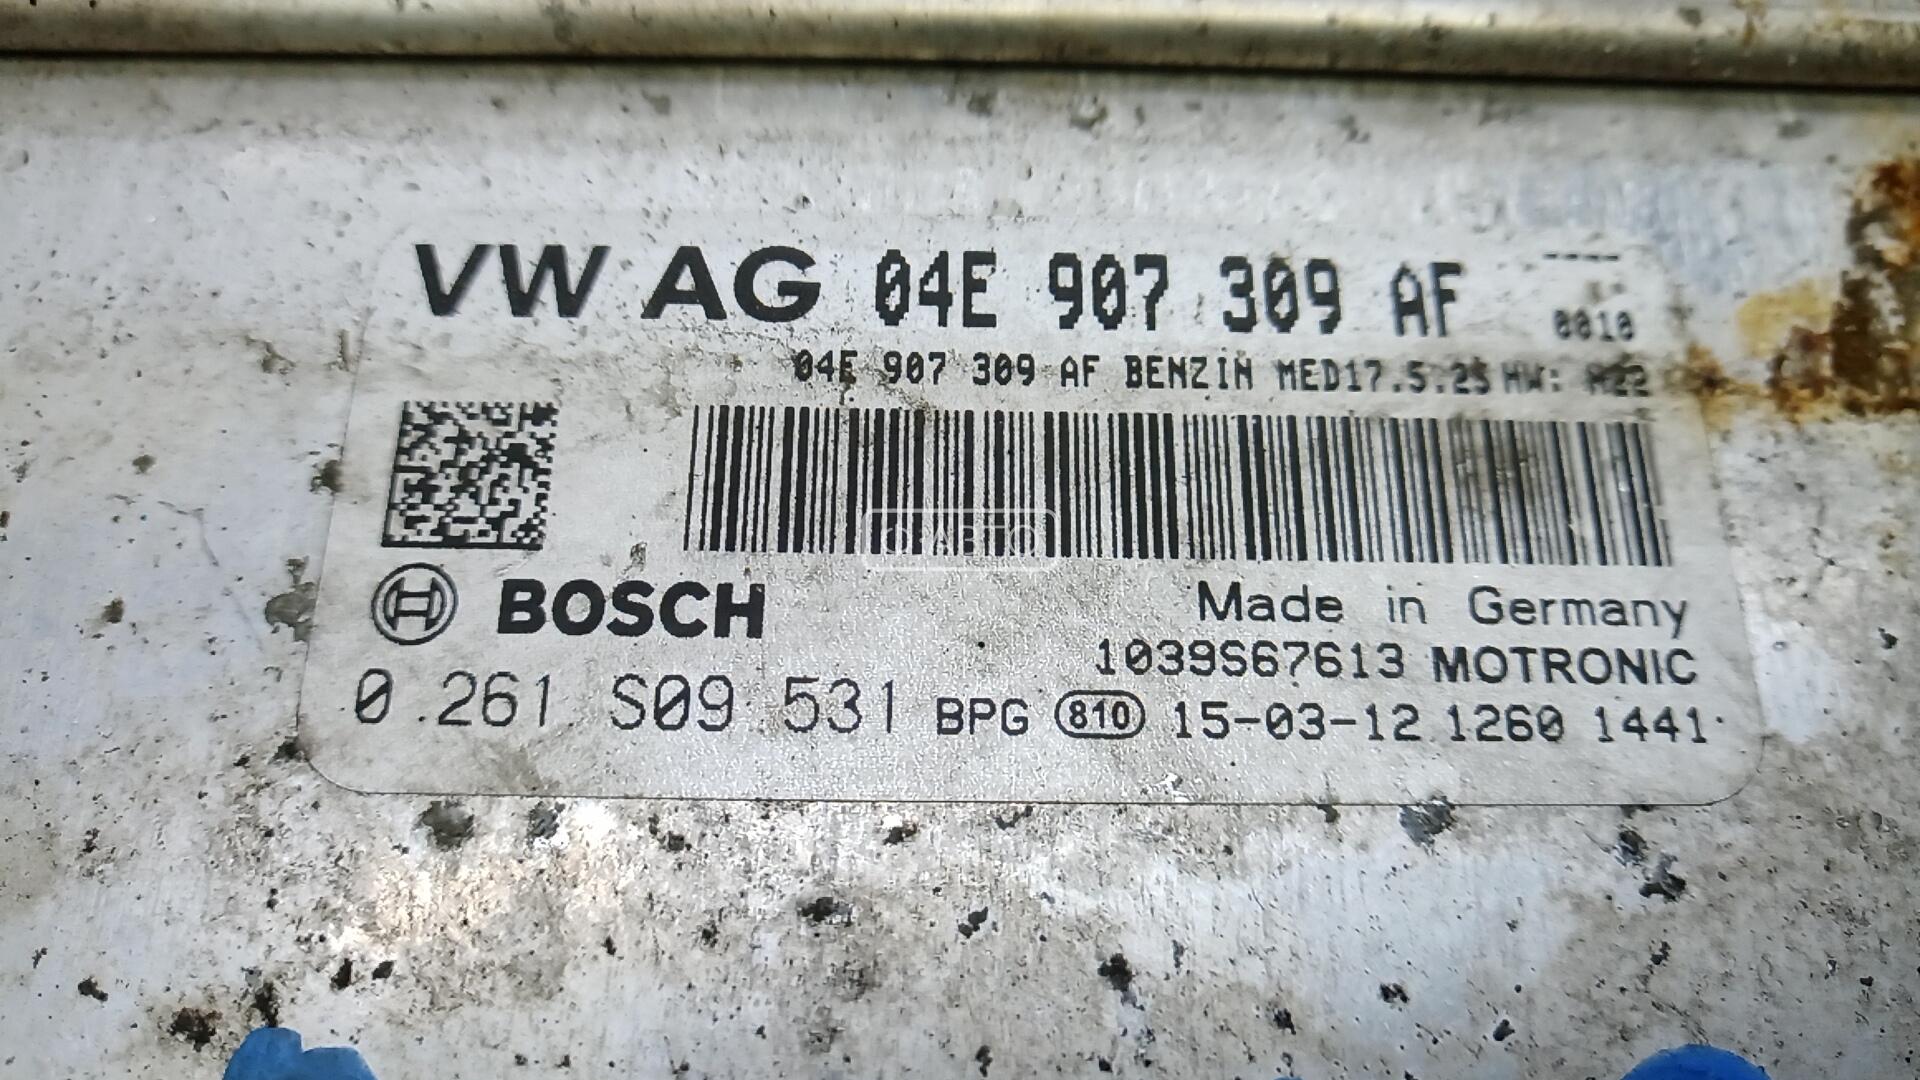 VW AG 04E 907 309 AF ----
0010
04E 907 309 AF BENZIN MED17.5.25 HW: H22
АВТО
BOSCH
Made in Germany
1039S67613 MOTRONIC
0 261 S09 531 BPG 810 15-03-12 1260 1441